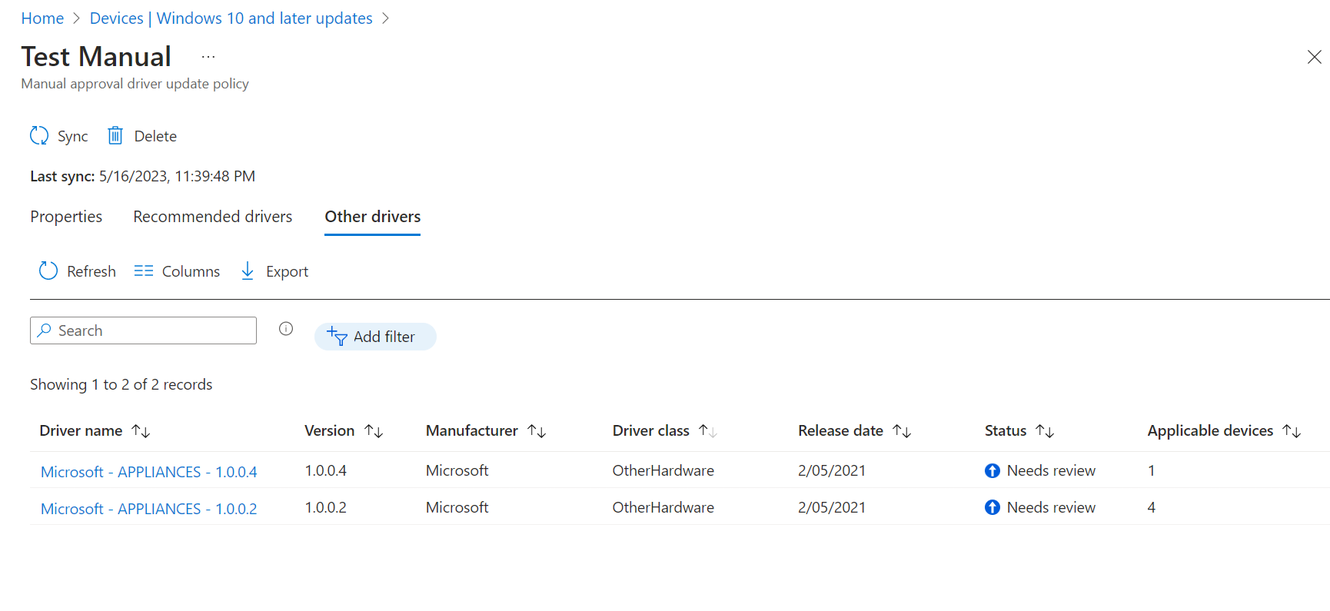 Home > Devices | Windows 10 and later updates >
Test Manual ...
Manual approval driver update policy
Sync Delete
Last sync: 5/16/2023, 11:39:48 PM
Properties Recommended drivers Other drivers
Refresh Columns Export
Search Add filter
Showing 1 to 2 of 2 records
Driver name Version Manufacturer Driver class Release date Status Applicable devices
Microsoft - APPLIANCES - 1.0.0.4 1.0.0.4 Microsoft OtherHardware 2/05/2021 Needs review 1
Microsoft - APPLIANCES - 1.0.0.2 1.0.0.2 Microsoft OtherHardware 2/05/2021 Needs review 4